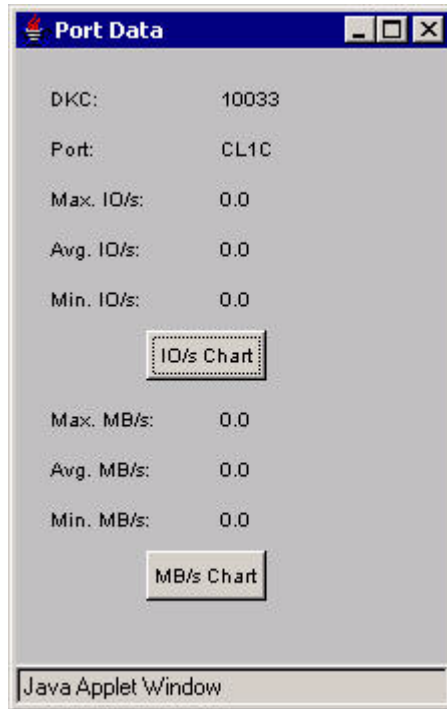 Port Data
DKC: 10033
Port: CL1C
Max. IO/s: 0.0
Avg. IO/s: 0.0
Min. IO/s: 0.0
IO/s Chart
Max. MB/s: 0.0
Avg. MB/s: 0.0
Min. MB/s: 0.0
MB/s Chart
Java Applet Window